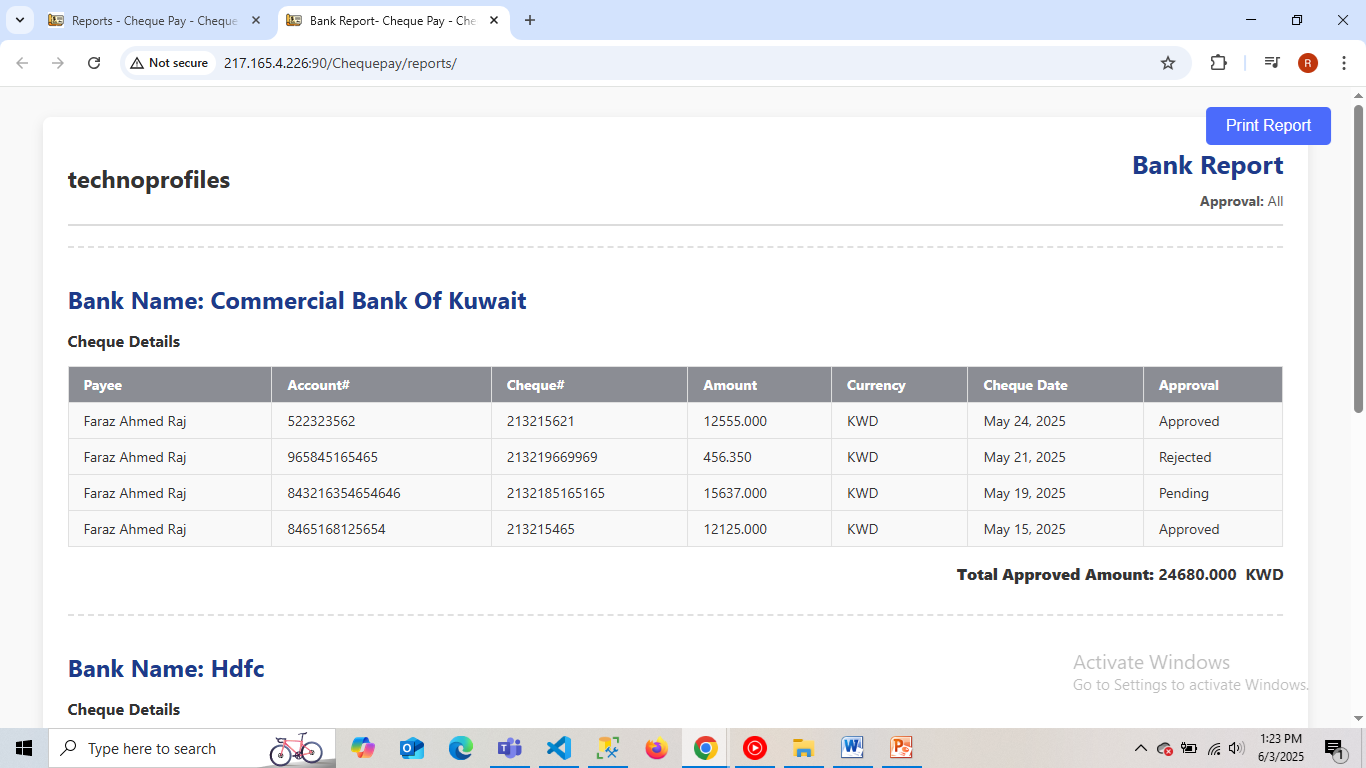 Reports - Cheque Pay - Cheque
Bank Report- Cheque Pay - Che
Not secure
217.165.4.226:90/Chequepay/reports/
R
Print Report
technoprofiles
Bank Report
Approval: All
Bank Name: Commercial Bank Of Kuwait
Cheque Details
Payee Account# Cheque# Amount Currency Cheque Date Approval
Faraz Ahmed Raj 522323562 213215621 12555.000 KWD May 24, 2025 Approved
Faraz Ahmed Raj 965845165465 213219669969 456.350 KWD May 21, 2025 Rejected
Faraz Ahmed Raj 843216354654646 2132185165165 15637.000 KWD May 19, 2025 Pending
Faraz Ahmed Raj 8465168125654 213215465 12125.000 KWD May 15, 2025 Approved
Total Approved Amount: 24680.000 KWD
Bank Name: Hdfc
Cheque Details
Activate Windows
Go to Settings to activate Windows.
Type here to search
1:23 PM
6/3/2025
1